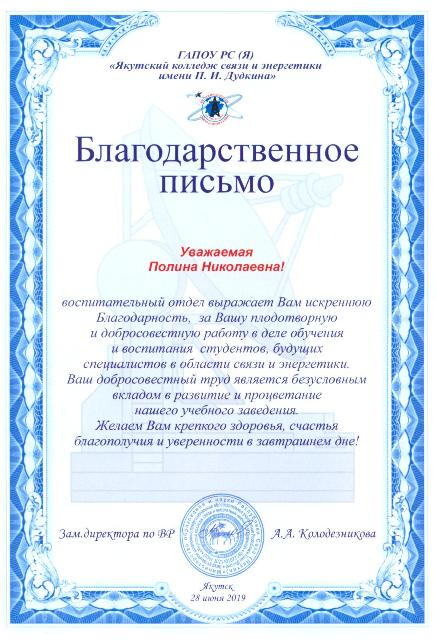 ГАПОУ РС (Я)
«Якутский колледж связи и энергетики
имени П. И. Дудкина»
Благодарственное
письмо
Уважаемая
Полина Николаевна!
воспитательный отдел выражает Вам искреннюю
Благодарность, за Вашу плодотворную
и добросовестную работу в деле обучения
и воспитания студентов, будущих
специалистов в области связи и энергетики.
Ваш добросовестный труд является безусловным
вкладом в развитие и процветание
нашего учебного заведения.
Желаем Вам крепкого здоровья, счастья
благополучия и уверенности в завтрашнем дне!
Зам.директора по ВР
А.А. Колодезникова
Якутск
28 июня 2019